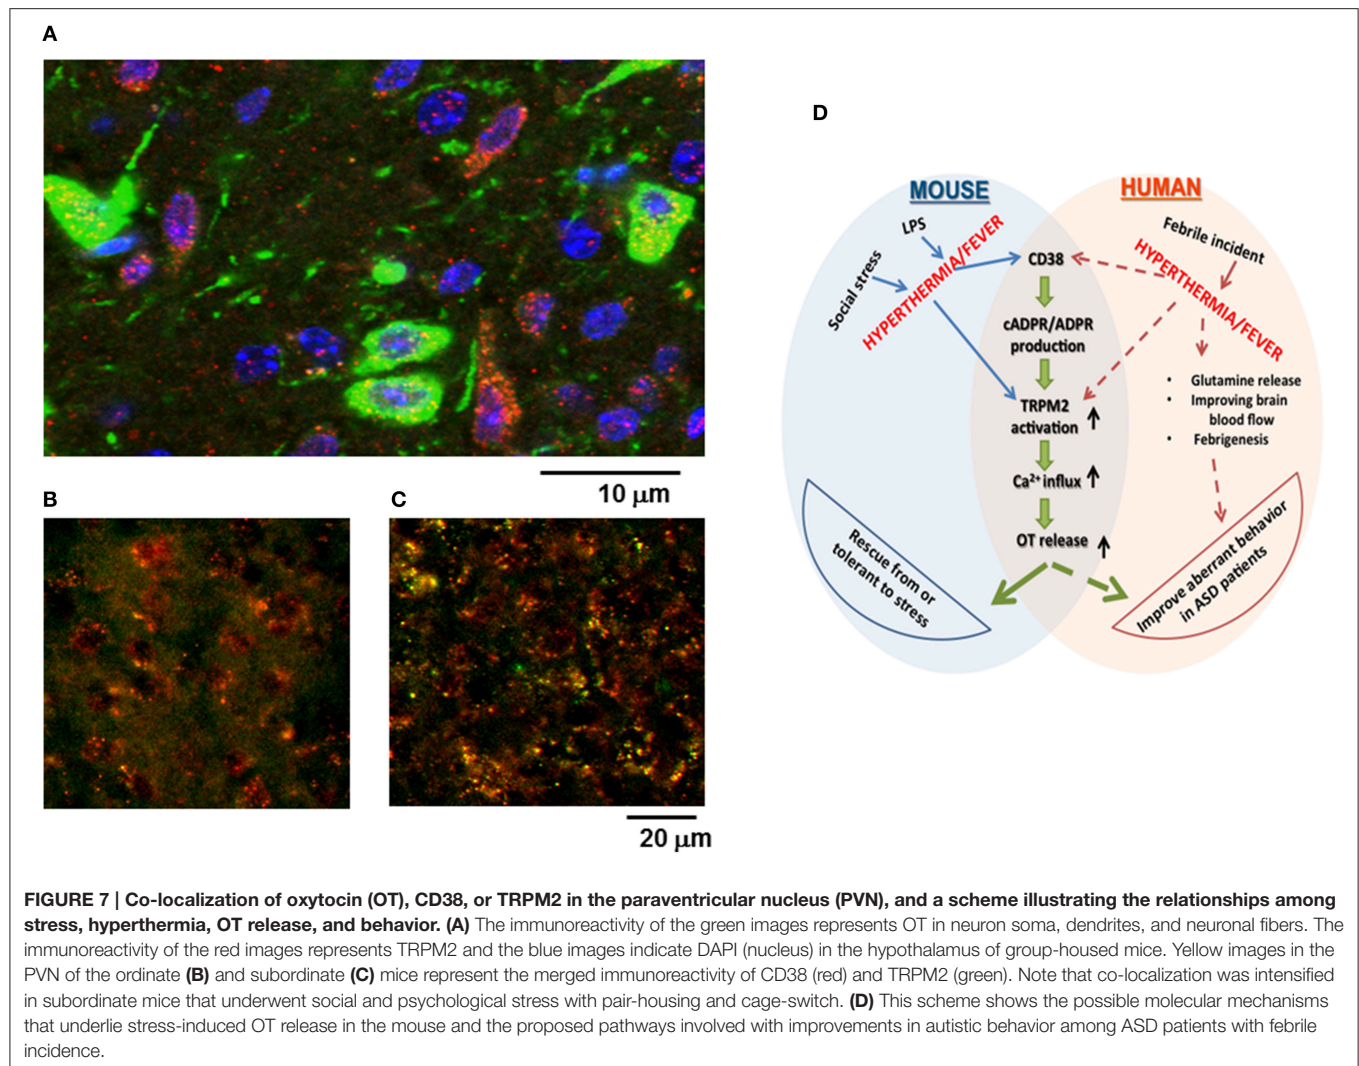 A
10 μm
B
C
20 μm
D
MOUSE
HUMAN
LPS
Social stress
HYPERTHERMIA/FEVER
Febrile incident
HYPERTHERMIA/FEVER
CD38
cADPR/ADPR
production
TRPM2
activation
Ca2+ influx
OT release
• Glutamine release
• Improving brain
blood flow
• Febrigenesis
Rescue from or
tolerant to stress
Improve aberrant behavior
in ASD patients
FIGURE 7 | Co-localization of oxytocin (OT), CD38, or TRPM2 in the paraventricular nucleus (PVN), and a scheme illustrating the relationships among
stress, hyperthermia, OT release, and behavior. (A) The immunoreactivity of the green images represents OT in neuron soma, dendrites, and neuronal fibers. The
immunoreactivity of the red images represents TRPM2 and the blue images indicate DAPI (nucleus) in the hypothalamus of group-housed mice. Yellow images in the
PVN of the ordinate (B) and subordinate (C) mice represent the merged immunoreactivity of CD38 (red) and TRPM2 (green). Note that co-localization was intensified
in subordinate mice that underwent social and psychological stress with pair-housing and cage-switch. (D) This scheme shows the possible molecular mechanisms
that underlie stress-induced OT release in the mouse and the proposed pathways involved with improvements in autistic behavior among ASD patients with febrile
incidence.